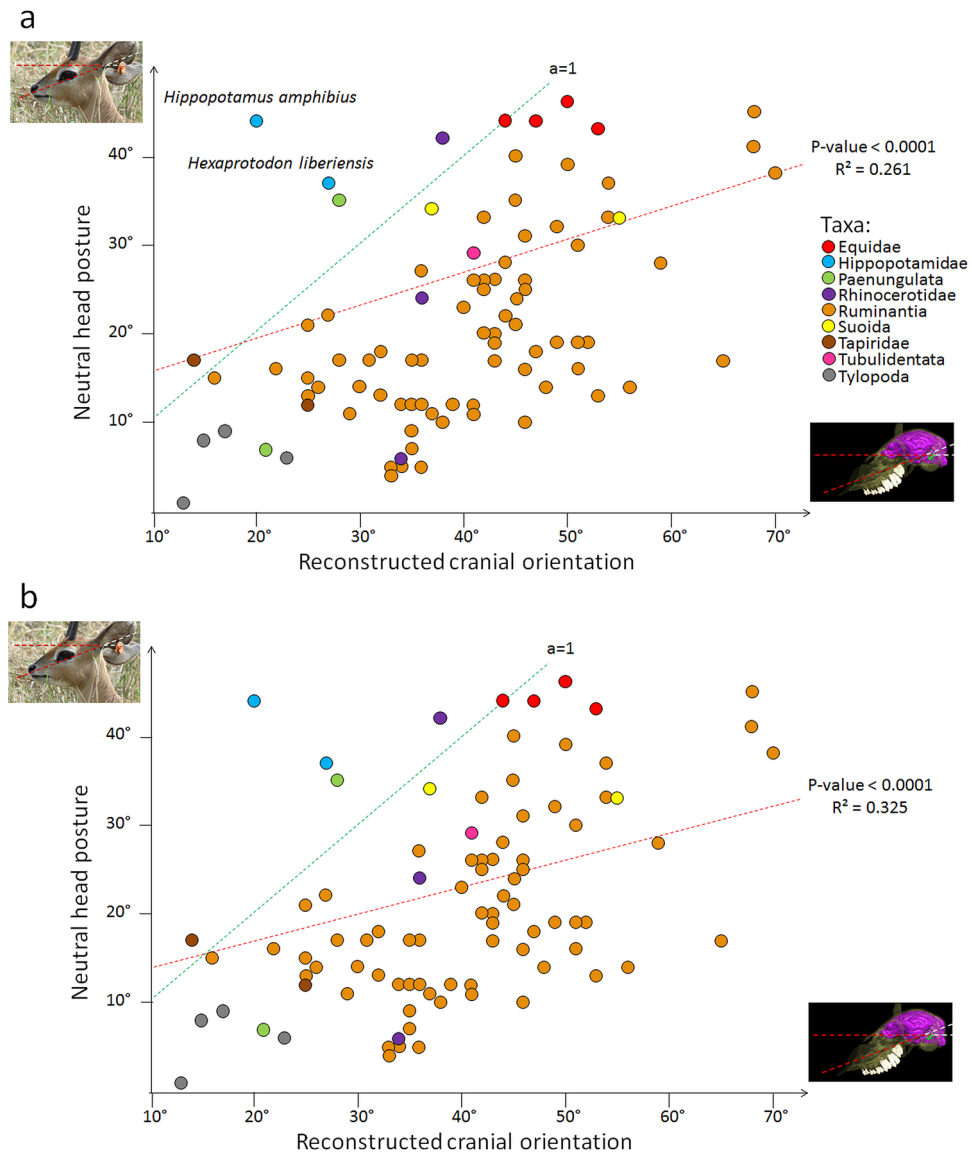 a
a=1
Hippopotamus amphibius
Hexaprotodon liberiensis
P-value < 0.0001
R² = 0.261
40°
30°
20°
10°
Neutral head posture
Taxa:
Equidae
Hippopotamidae
Paenungulata
Rhinocerotidae
Ruminantia
Suoida
Tapiridae
Tubulidentata
Tylopoda
10° 20° 30° 40° 50° 60° 70°
Reconstructed cranial orientation
b
a=1
P-value < 0.0001
R² = 0.325
40°
30°
20°
10°
Neutral head posture
10° 20° 30° 40° 50° 60° 70°
Reconstructed cranial orientation